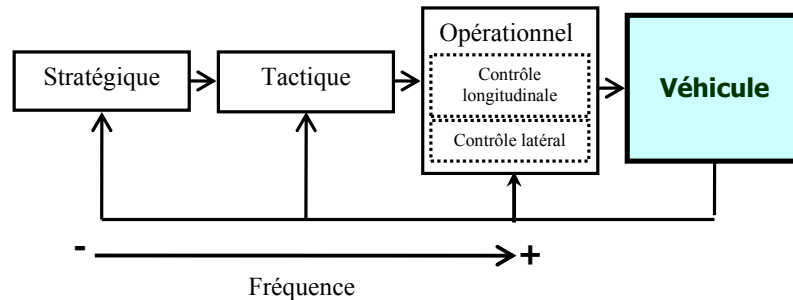 Stratégique
Tactique
Opérationnel
Contrôle
longitudinale
Contrôle latéral
Véhicule
- +
Fréquence